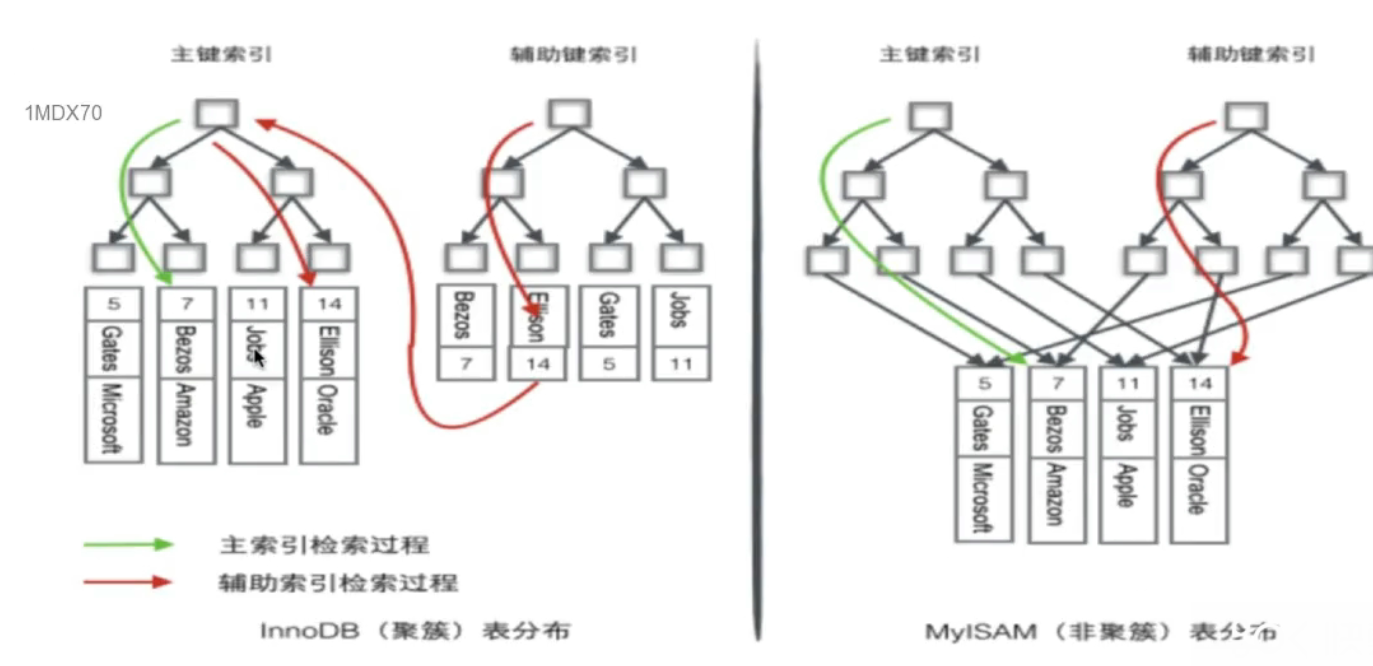 主键索引
辅助键索引
主键索引
辅助键索引
1MDX70
5
7
11
14
Gates
Bezos
Jobs
Ellison
Microsoft
Amazon
Apple
Oracle
Bezos
Ellison
Gates
Jobs
7
14
5
11
5
7
11
14
Gates
Bezos
Jobs
Ellison
Microsoft
Amazon
Apple
Oracle
主索引检索过程
辅助索引检索过程
InnoDB（聚簇）表分布
MyISAM（非聚簇）表分布